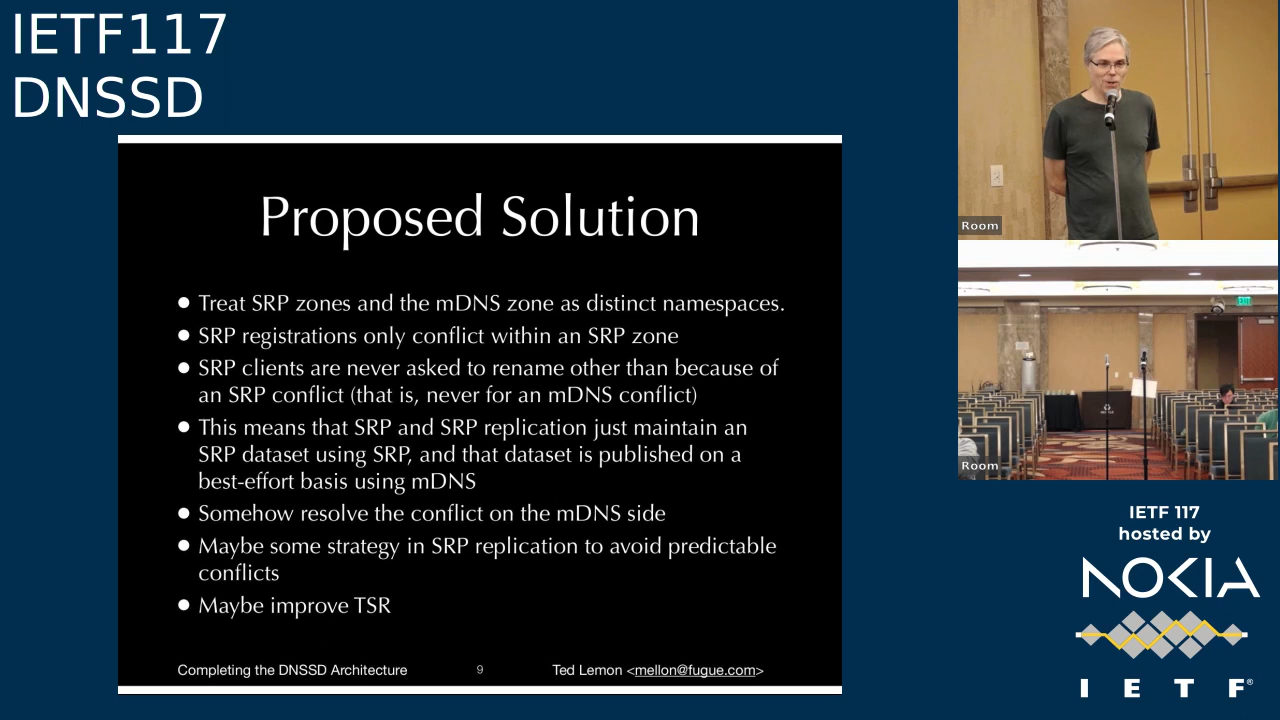 IETF117
DNSSD
Proposed Solution
● Treat SRP zones and the mDNS zone as distinct namespaces.
● SRP registrations only conflict within an SRP zone
● SRP clients are never asked to rename other than because of
an SRP conflict (that is, never for an mDNS conflict)
● This means that SRP and SRP replication just maintain an
SRP dataset using SRP, and that dataset is published on a
best-effort basis using mDNS
● Somehow resolve the conflict on the mDNS side
● Maybe some strategy in SRP replication to avoid predictable
conflicts
● Maybe improve TSR
Completing the DNSSD Architecture 9 Ted Lemon <mellon@fugue.com>
Room
EXIT
Room
IETF 117
hosted by
NOKIA
I E T F®